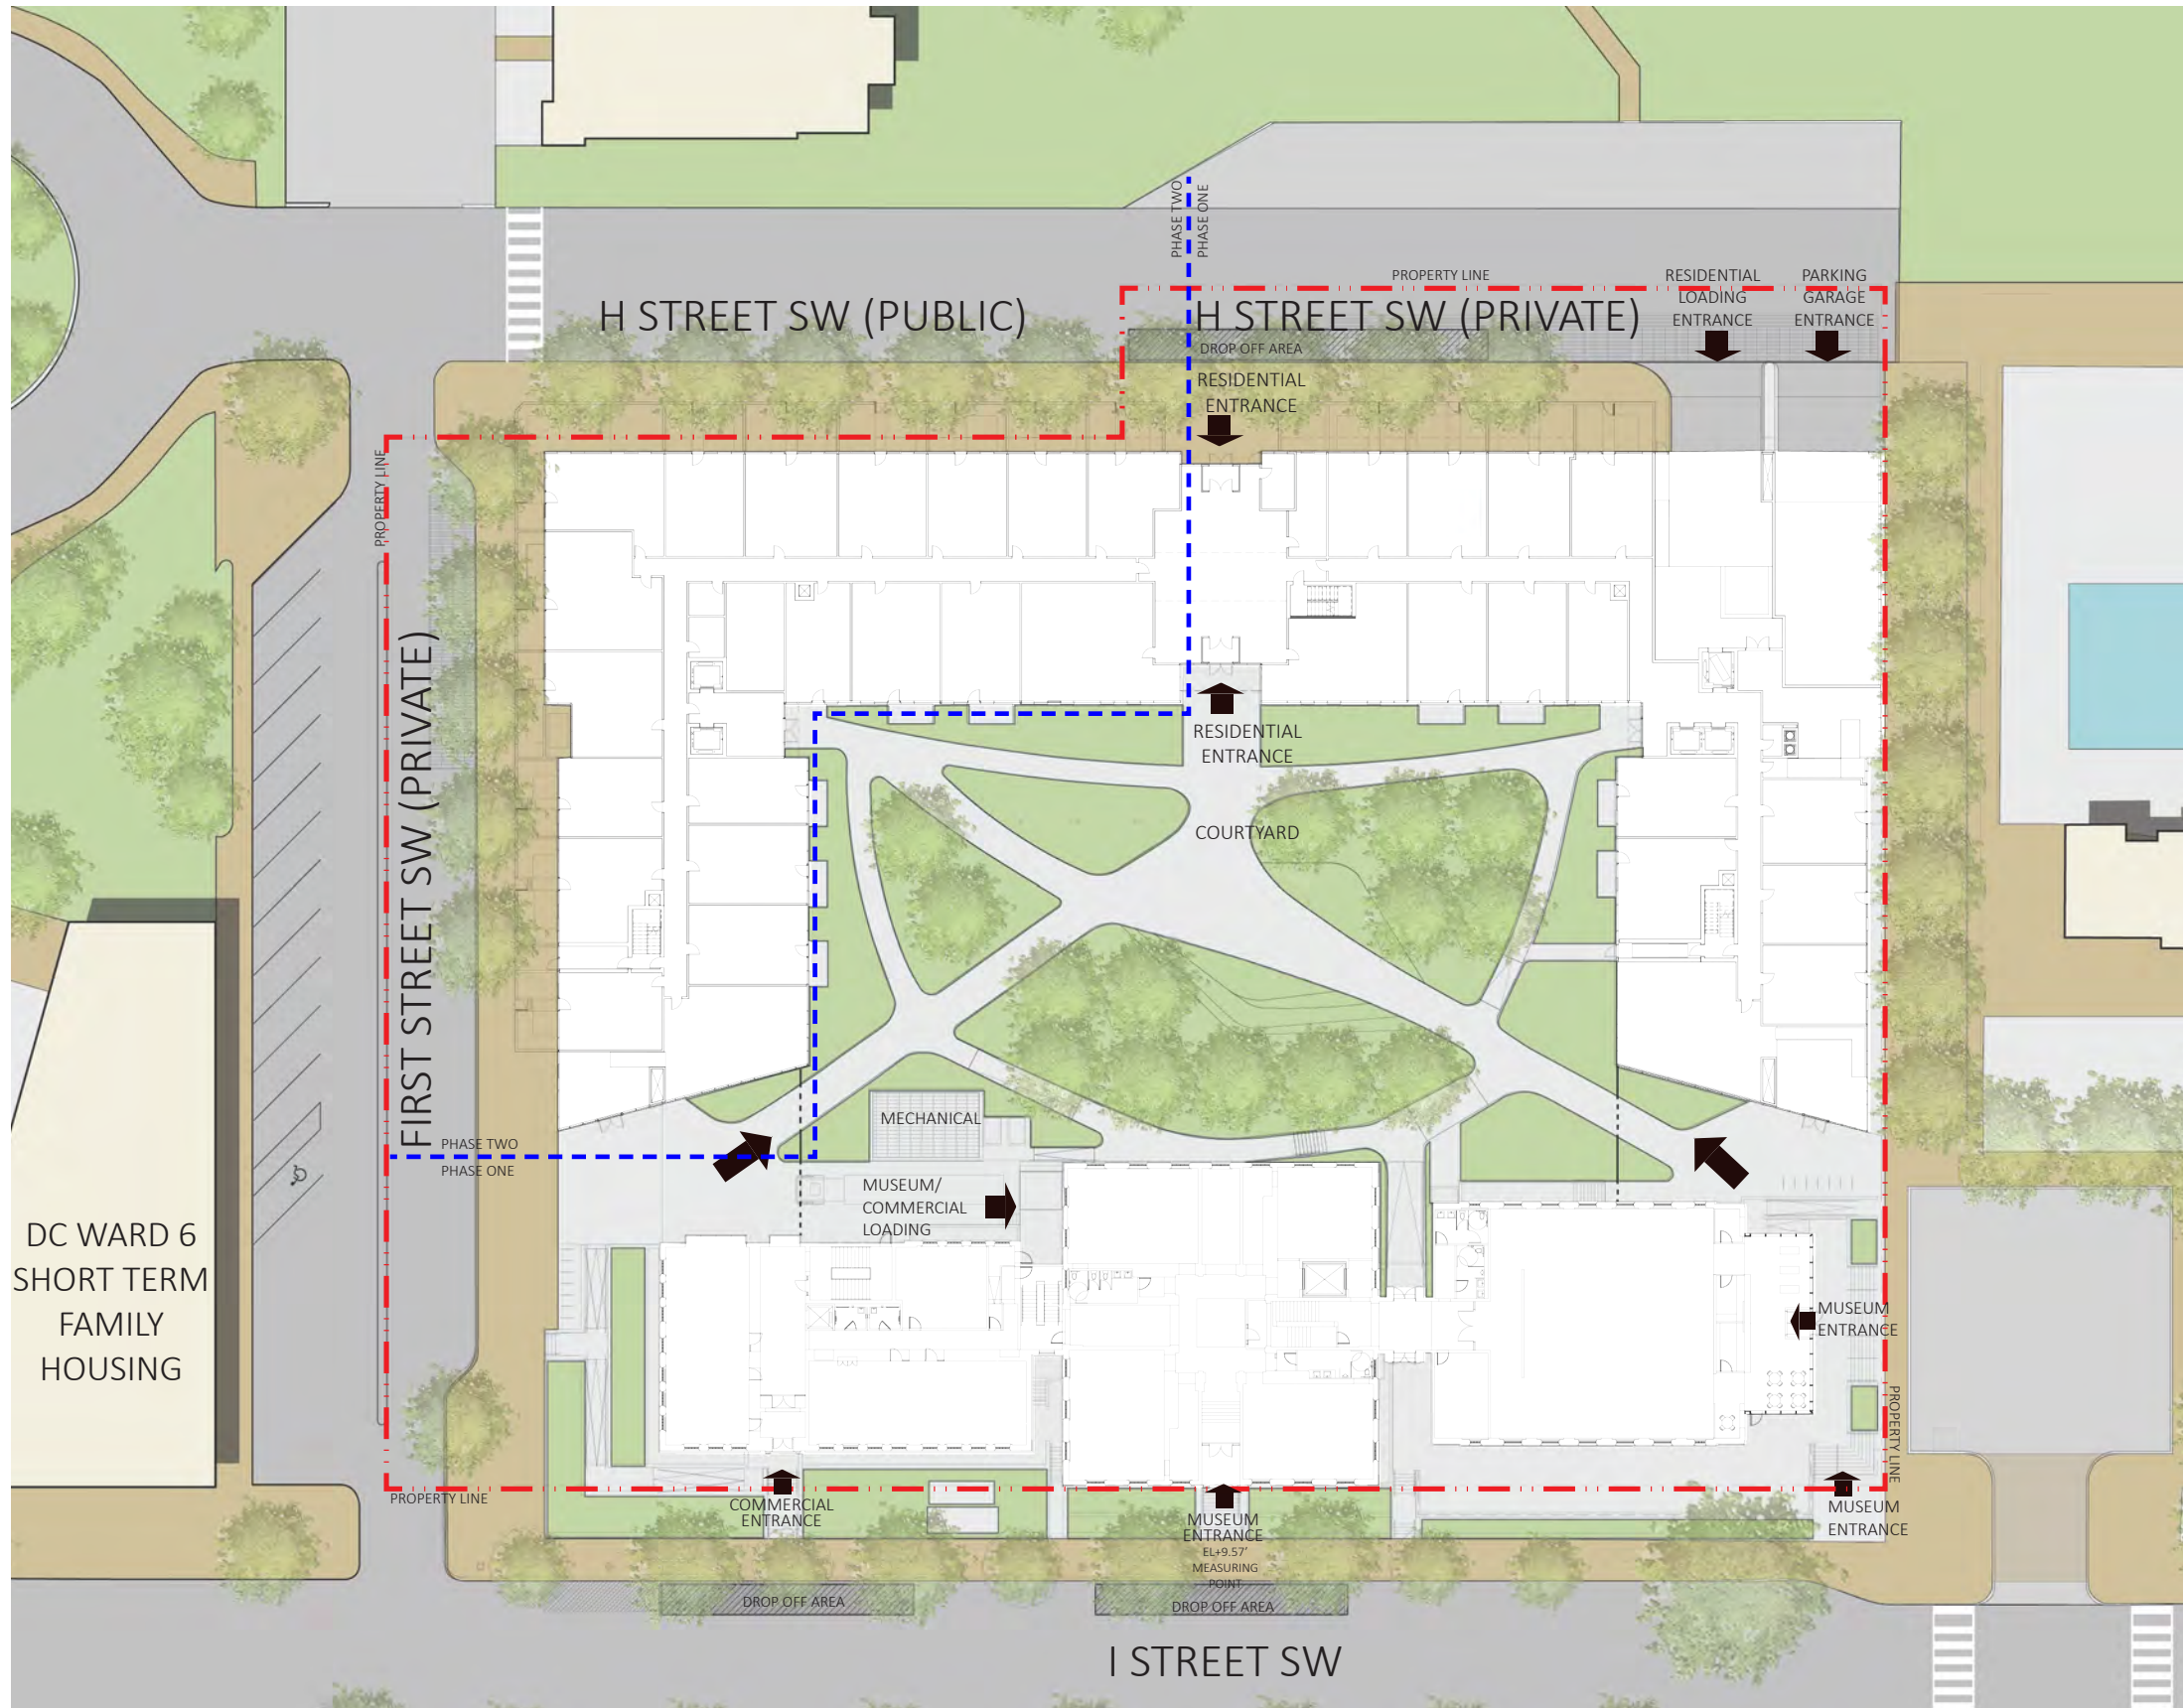 PHASE TWO
PHASE ONE
PROPERTY LINE
RESIDENTIAL
LOADING
ENTRANCE
PARKING
GARAGE
ENTRANCE
H STREET SW (PUBLIC)
H STREET SW (PRIVATE)
DROP OFF AREA
RESIDENTIAL
ENTRANCE
PROPERTY LINE
FIRST STREET SW (PRIVATE)
RESIDENTIAL
ENTRANCE
COURTYARD
MECHANICAL
PHASE TWO
PHASE ONE
MUSEUM/
COMMERCIAL
LOADING
DC WARD 6
SHORT TERM
FAMILY
HOUSING
MUSEUM
ENTRANCE
PROPERTY LINE
PROPERTY LINE
COMMERCIAL
ENTRANCE
MUSEUM
ENTRANCE
EL+9.57'
MEASURING
POINT
MUSEUM
ENTRANCE
DROP OFF AREA
DROP OFF AREA
I STREET SW